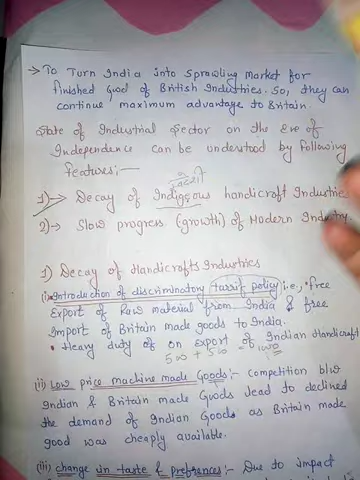 → To Turn India into Sprawling market for
finished Good of British Industries. So, they can
continue maximum advantage to Britain.
State of Industrial Sector on the Eve of
Independence can be understood by following
features:—
1)→ Decay of Indigeous handicraft Industries
2)→ Slow progress (growth) of Modern Industry
1) Decay of Handicrafts Industries
(i) Introduction of discriminatory tarrif policy i.e., • free
Export of Raw material from India & free
Import of Britain made goods to India.
• Heavy duty of on export of Indian Handicraft
500 + 500 = 1000
(ii) Low price machine made Goods:- Competition b/w
Indian & Britain made Goods lead to declined
the demand of Indian Goods as Britain made
good was cheaply available.
(iii) change in taste & prefrences:- Due to impact